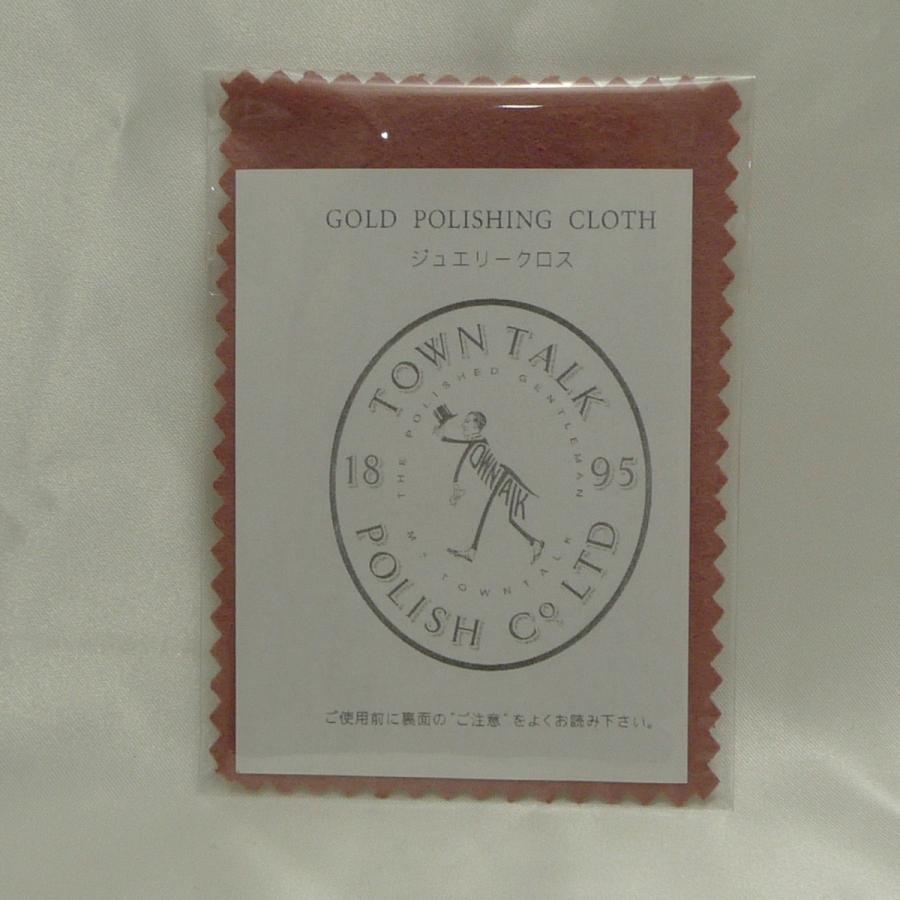 GOLD POLISHING CLOTH
ジュエリークロス
TOWN TALK
THE POLISHED GENTLEMAN
18 95
TOWNTALK
Mr TOWNTALK
POLISH Co LTD
ご使用前に裏面の"ご注意"をよくお読み下さい。